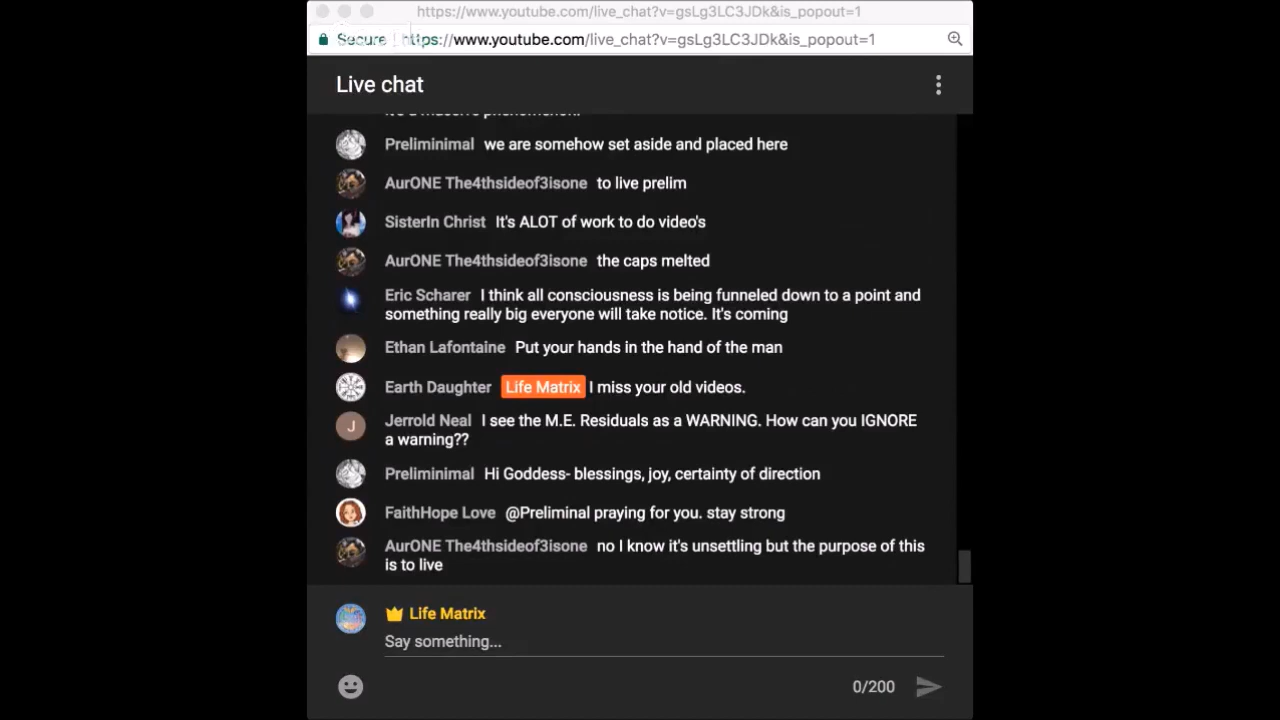 https://www.youtube.com/live_chat?v=gsLg3LC3JDk&is_popout=1
Secure https://www.youtube.com/live_chat?v=gsLg3LC3JDk&is_popout=1
Live chat
Preliminimal we are somehow set aside and placed here
AurONE The4thsideof3isone to live prelim
SisterIn Christ It's ALOT of work to do video's
AurONE The4thsideof3isone the caps melted
Eric Scharer I think all consciousness is being funneled down to a point and
something really big everyone will take notice. It's coming
Ethan Lafontaine Put your hands in the hand of the man
Earth Daughter Life Matrix I miss your old videos.
J Jerrold Neal I see the M.E. Residuals as a WARNING. How can you IGNORE
a warning??
Preliminimal Hi Goddess- blessings, joy, certainty of direction
FaithHope Love @Preliminal praying for you. stay strong
AurONE The4thsideof3isone no I know it's unsettling but the purpose of this
is to live
Life Matrix
Say something...
0/200